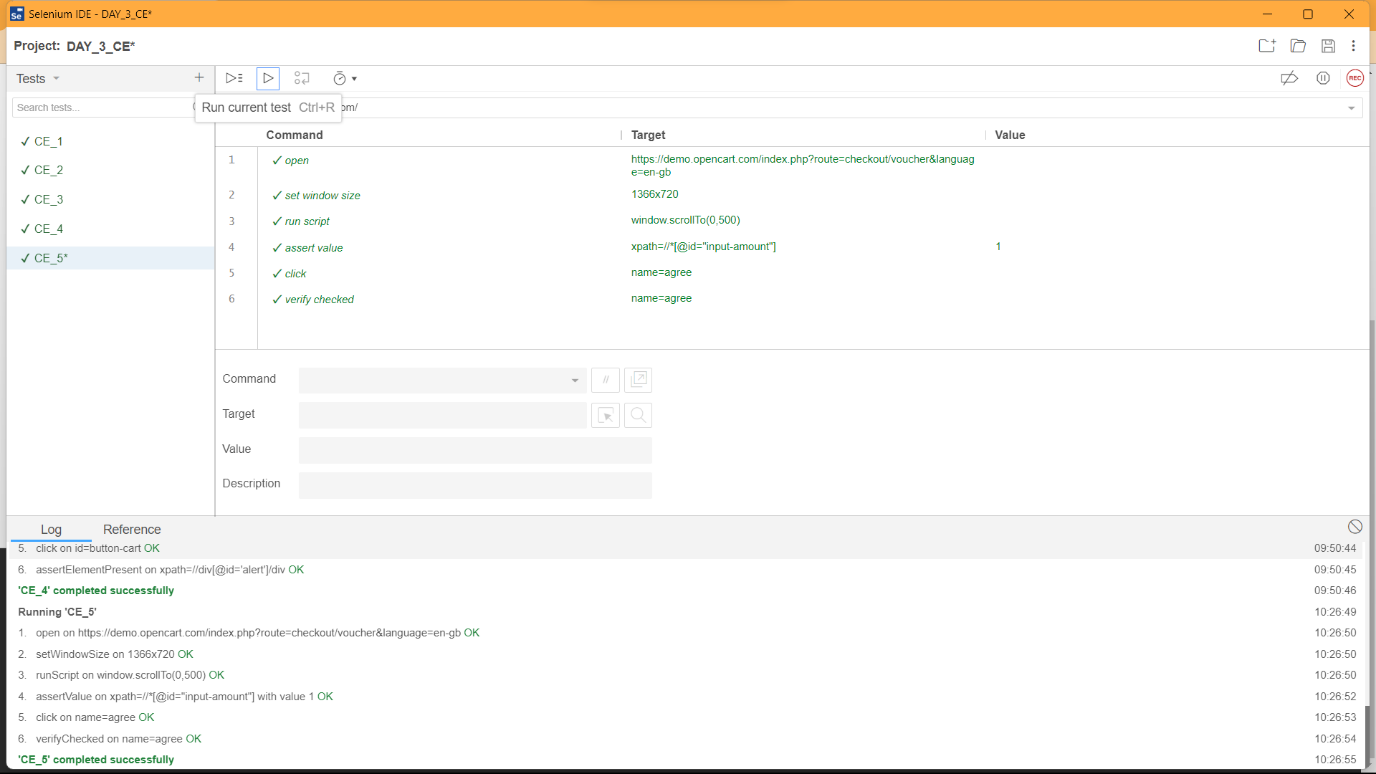 Se Selenium IDE - DAY_3_CE*
Project: DAY_3_CE*
Tests
Search tests...
Run current test Ctrl+R
om/
CE_1
CE_2
CE_3
CE_4
CE_5*
REC
Command Target Value
1 ✓ open https://demo.opencart.com/index.php?route=checkout/voucher&languag
e=en-gb
2 ✓ set window size 1366x720
3 ✓ run script window.scrollTo(0,500)
4 ✓ assert value xpath=//*[@id="input-amount"] 1
5 ✓ click name=agree
6 ✓ verify checked name=agree
Command //
Target
Value
Description
Log Reference
5. click on id=button-cart OK 09:50:44
6. assertElementPresent on xpath=//div[@id='alert']/div OK 09:50:45
'CE_4' completed successfully 09:50:46
Running 'CE_5' 10:26:49
1. open on https://demo.opencart.com/index.php?route=checkout/voucher&language=en-gb OK 10:26:50
2. setWindowSize on 1366x720 OK 10:26:50
3. runScript on window.scrollTo(0,500) OK 10:26:50
4. assertValue on xpath=//*[@id="input-amount"] with value 1 OK 10:26:52
5. click on name=agree OK 10:26:53
6. verifyChecked on name=agree OK 10:26:54
'CE_5' completed successfully 10:26:55